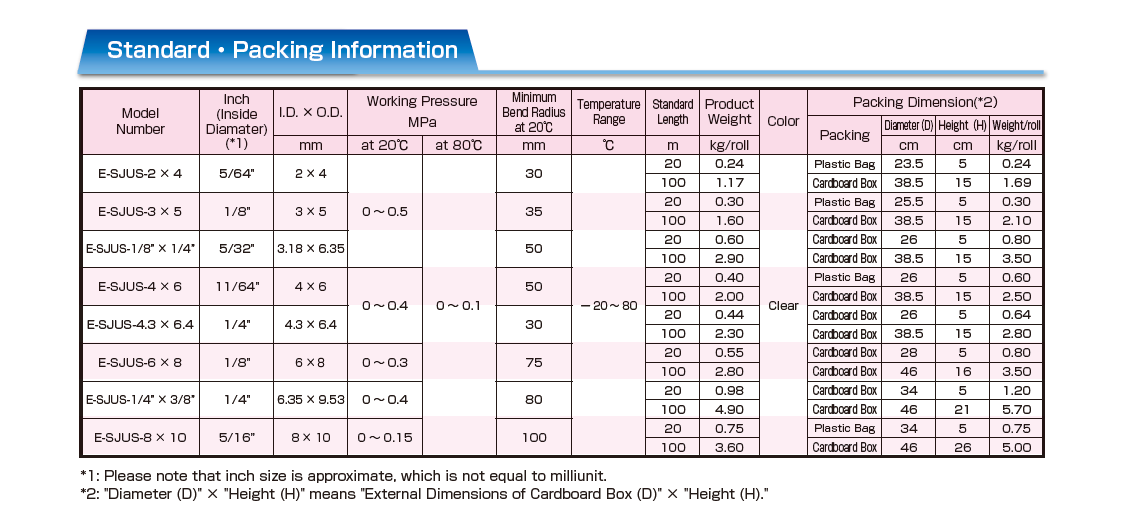 Standard・Packing Information
Model Number Inch (Inside Diamater) (*1) I.D. × O.D. Working Pressure MPa Minimum Bend Radius at 20℃ Temperature Range Standard Length Product Weight Color Packing Dimension(*2)
Packing Diameter (D) Height (H) Weight/roll
mm at 20℃ at 80℃ mm ℃ m kg/roll cm cm kg/roll
E-SJUS-2 × 4 5/64" 2 × 4 30 20 0.24 Plastic Bag 23.5 5 0.24
100 1.17 Cardboard Box 38.5 15 1.69
E-SJUS-3 × 5 1/8" 3 × 5 0～0.5 35 20 0.30 Plastic Bag 25.5 5 0.30
100 1.60 Cardboard Box 38.5 15 2.10
E-SJUS-1/8" × 1/4" 5/32" 3.18 × 6.35 50 20 0.60 Cardboard Box 26 5 0.80
100 2.90 Cardboard Box 38.5 15 3.50
E-SJUS-4 × 6 11/64" 4 × 6 50 20 0.40 Plastic Bag 26 5 0.60
100 2.00 Cardboard Box 38.5 15 2.50
0～0.4 0～0.1 －20～80 Clear
E-SJUS-4.3 × 6.4 1/4" 4.3 × 6.4 30 20 0.44 Cardboard Box 26 5 0.64
100 2.30 Cardboard Box 38.5 15 2.80
E-SJUS-6 × 8 1/8" 6 × 8 0～0.3 75 20 0.55 Cardboard Box 28 5 0.80
100 2.80 Cardboard Box 46 16 3.50
E-SJUS-1/4" × 3/8" 1/4" 6.35 × 9.53 0～0.4 80 20 0.98 Cardboard Box 34 5 1.20
100 4.90 Cardboard Box 46 21 5.70
E-SJUS-8 × 10 5/16" 8 × 10 0～0.15 100 20 0.75 Plastic Bag 34 5 0.75
100 3.60 Cardboard Box 46 26 5.00
*1: Please note that inch size is approximate, which is not equal to milliunit.
*2: "Diameter (D)" × "Height (H)" means "External Dimensions of Cardboard Box (D)" × "Height (H)."